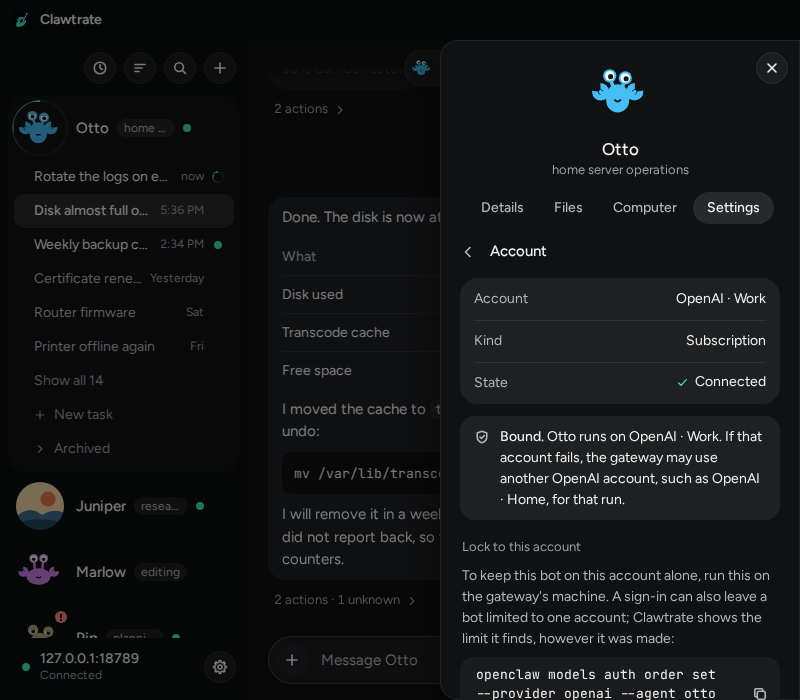 Clawtrate
Otto
home ...
Rotate the logs on e... now
Disk almost full o... 5:36 PM
Weekly backup c... 2:34 PM
Certificate rene... Yesterday
Router firmware Sat
Printer offline again Fri
Show all 14
+ New task
Archived
Juniper resea...
Marlow editing
Pip planni...
127.0.0.1:18789
Connected
2 actions
Done. The disk is now at
What
Disk used
Transcode cache
Free space
I moved the cache to
undo:
mv /var/lib/transc
I will remove it in a wee
did not report back, so
counters.
2 actions · 1 unknown
Message Otto
Otto
home server operations
Details Files Computer Settings
Account
Account OpenAI · Work
Kind Subscription
State Connected
Bound. Otto runs on OpenAI · Work. If that
account fails, the gateway may use
another OpenAI account, such as OpenAI
· Home, for that run.
Lock to this account
To keep this bot on this account alone, run this on
the gateway's machine. A sign-in can also leave a
bot limited to one account; Clawtrate shows the
limit it finds, however it was made:
openclaw models auth order set
--provider openai --agent otto